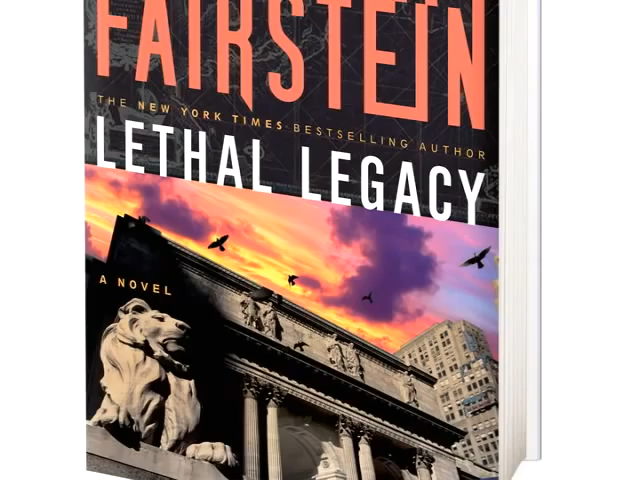 FAIRSTEIN
THE NEW YORK TIMES BESTSELLING AUTHOR
LETHAL LEGACY
A NOVEL